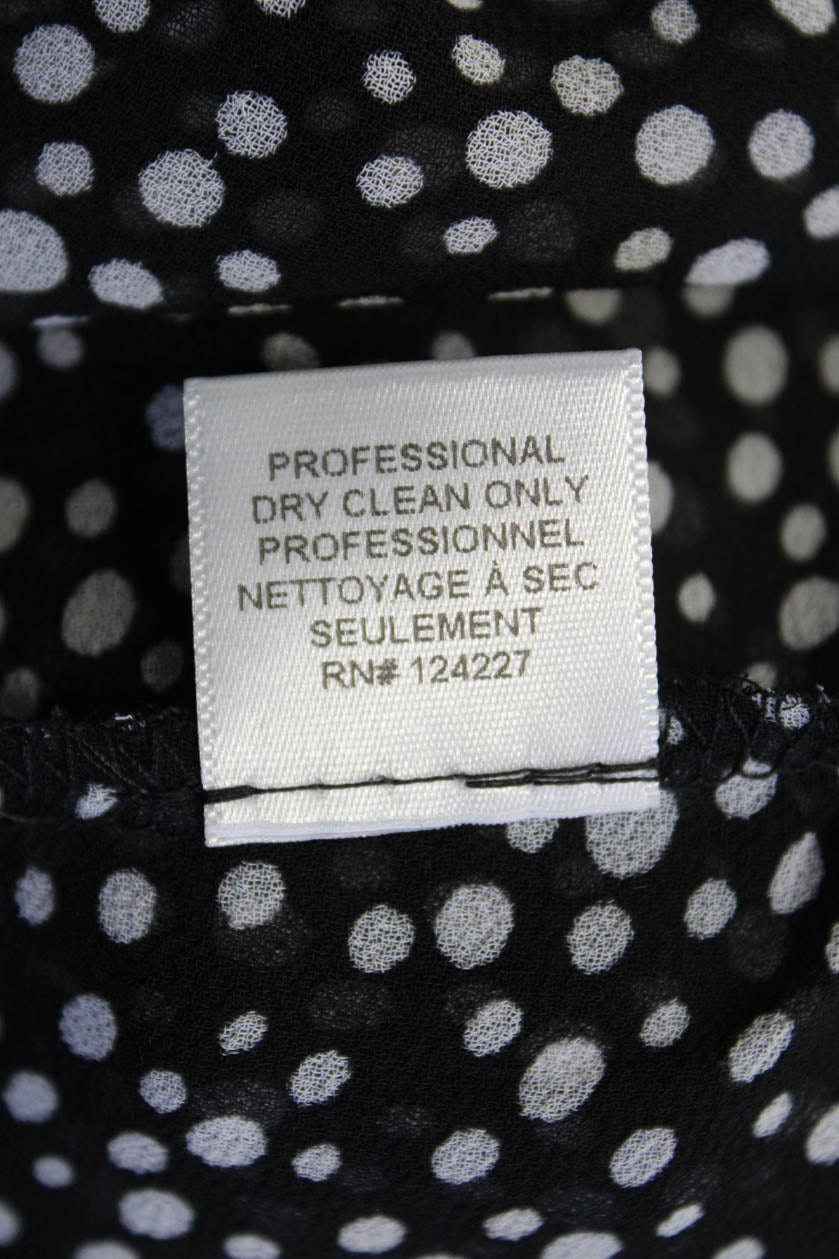 PROFESSIONAL
DRY CLEAN ONLY
PROFESSIONNEL
NETTOYAGE À SEC
SEULEMENT
RN# 124227